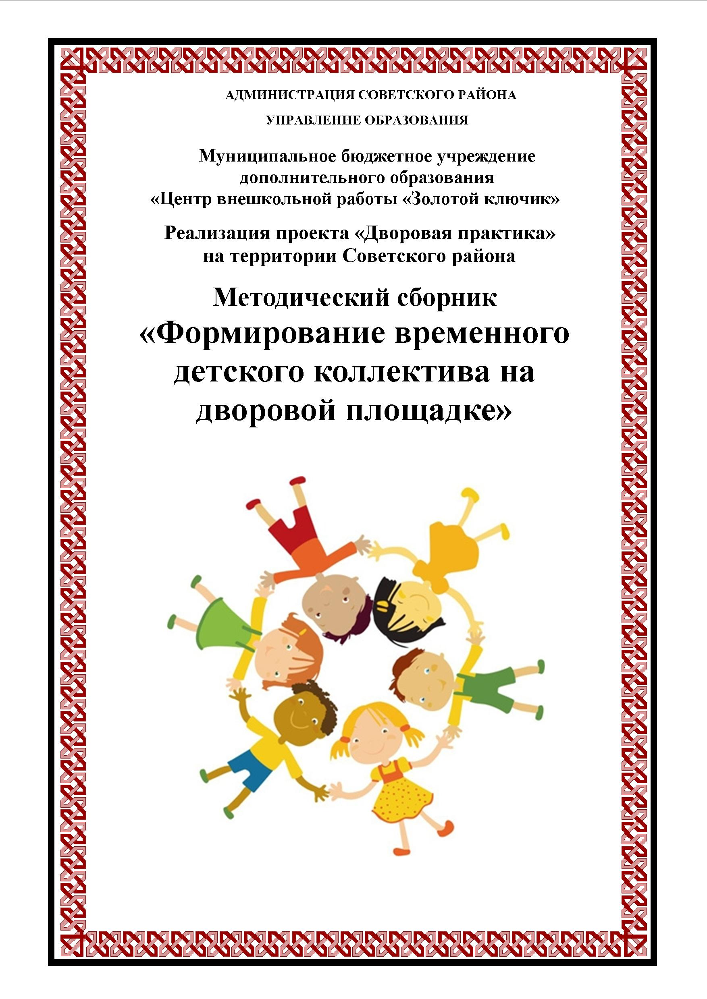 АДМИНИСТРАЦИЯ СОВЕТСКОГО РАЙОНА
УПРАВЛЕНИЕ ОБРАЗОВАНИЯ
Муниципальное бюджетное учреждение
дополнительного образования
«Центр внешкольной работы «Золотой ключик»
Реализация проекта «Дворовая практика»
на территории Советского района
Методический сборник
«Формирование временного
детского коллектива на
дворовой площадке»